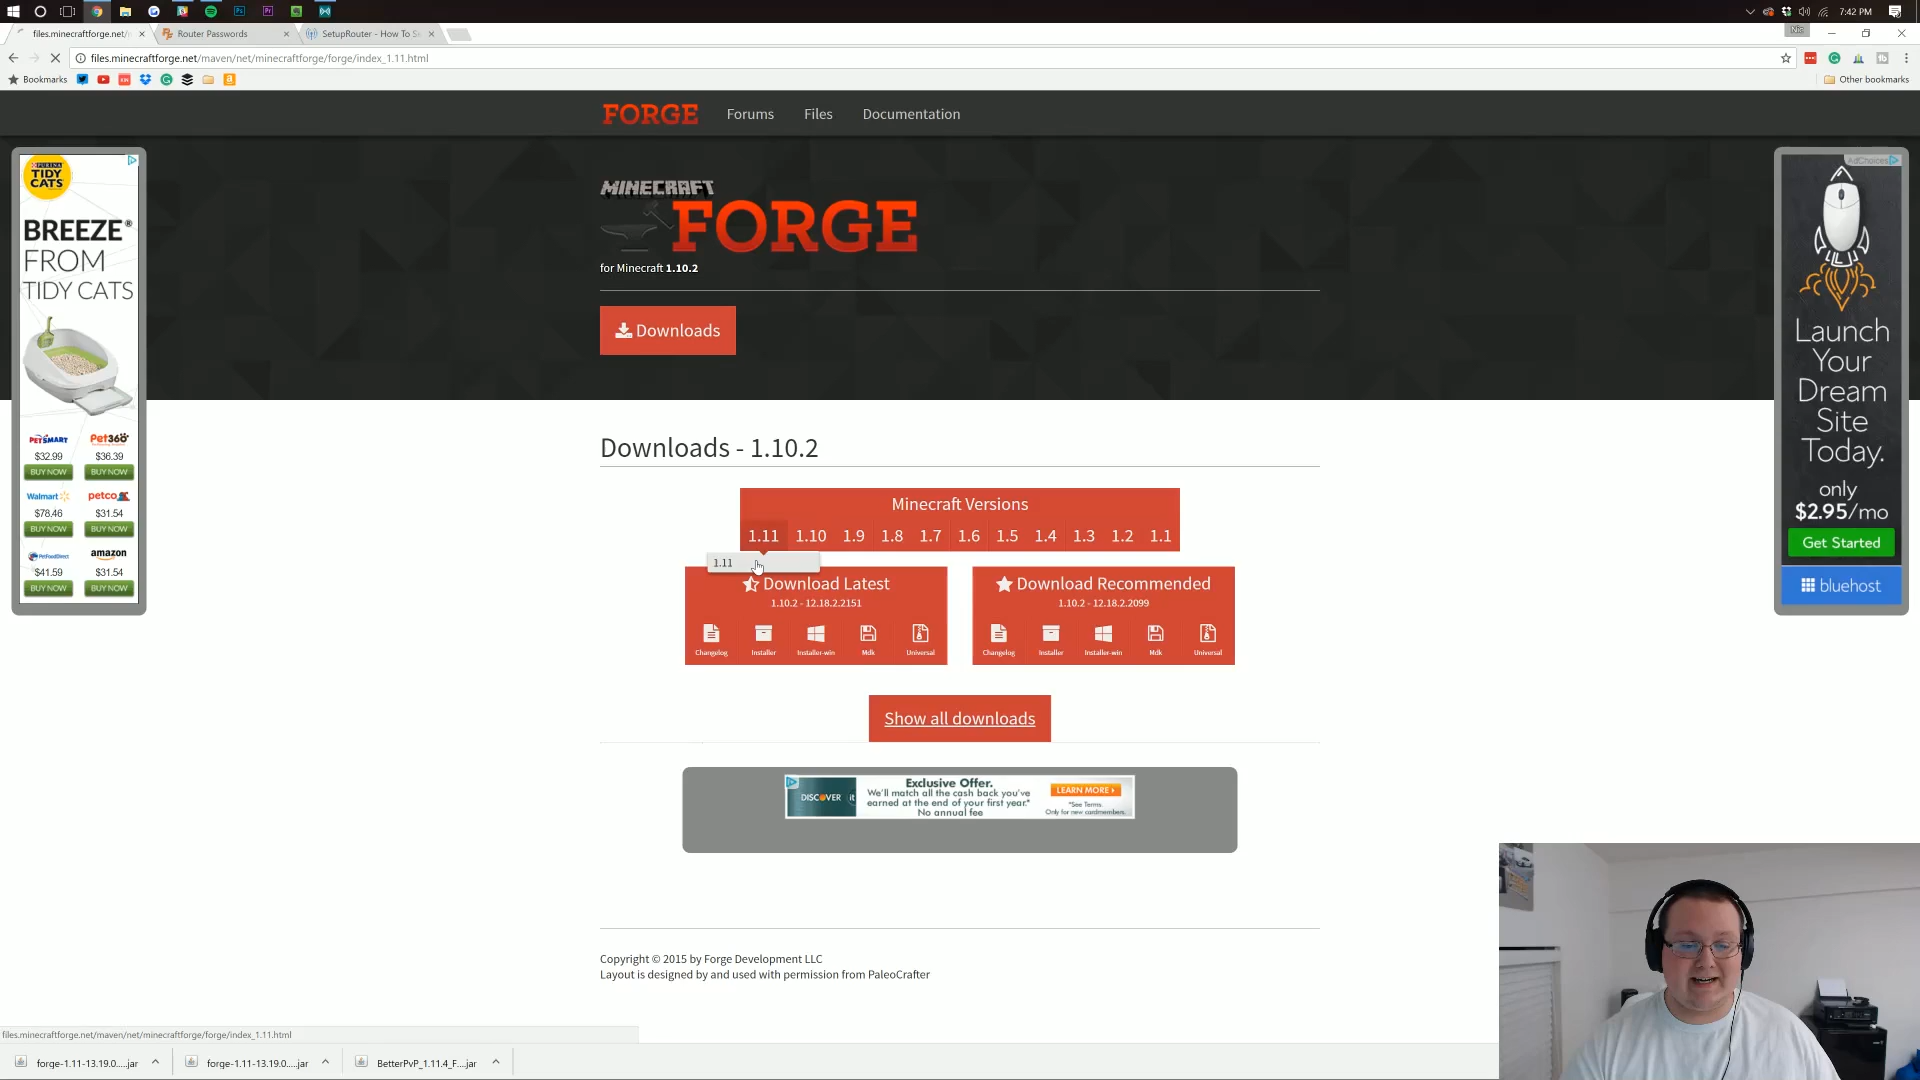 7:42 PM
files.minecraftforge.net/
Router Passwords
SetupRouter - How To S
Nic
files.minecraftforge.net/maven/net/minecraftforge/forge/index_1.11.html
Bookmarks
Other bookmarks
FORGE
Forums
Files
Documentation
MINECRAFT
FORGE
for Minecraft 1.10.2
Downloads
PURINA
TIDY
CATS
BREEZE®
FROM
TIDY CATS
PETSMART
Pet360
$32.99
$36.39
BUY NOW
BUY NOW
Walmart
petco
$78.46
$31.54
BUY NOW
BUY NOW
PetFoodDirect
amazon
$41.59
$31.54
BUY NOW
BUY NOW
AdChoices
Launch
Your
Dream
Site
Today.
only
$2.95/mo
Get Started
bluehost
Downloads - 1.10.2
Minecraft Versions
1.11 1.10 1.9 1.8 1.7 1.6 1.5 1.4 1.3 1.2 1.1
1.11
Download Latest
1.10.2 - 12.18.2.2151
Changelog Installer Installer-win Mdk Universal
Download Recommended
1.10.2 - 12.18.2.2099
Changelog Installer Installer-win Mdk Universal
Show all downloads
DISCOVER it
Exclusive Offer.
We'll match all the cash back you've
earned at the end of your first year.*
No annual fee
LEARN MORE
*See Terms.
Only for new cardmembers.
Copyright © 2015 by Forge Development LLC
Layout is designed by and used with permission from PaleoCrafter
files.minecraftforge.net/maven/net/minecraftforge/forge/index_1.11.html
forge-1.11-13.19.0....jar
forge-1.11-13.19.0....jar
BetterPvP_1.11.4_F....jar